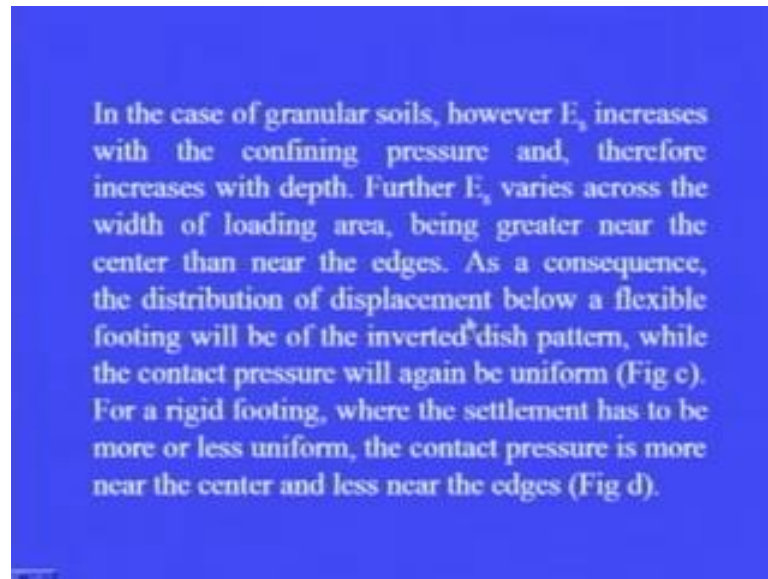 In the case of granular soils, however Eₛ increases
with the confining pressure and, therefore
increases with depth. Further Eₛ varies across the
width of loading area, being greater near the
center than near the edges. As a consequence,
the distribution of displacement below a flexible
footing will be of the inverted dish pattern, while
the contact pressure will again be uniform (Fig c).
For a rigid footing, where the settlement has to be
more or less uniform, the contact pressure is more
near the center and less near the edges (Fig d).